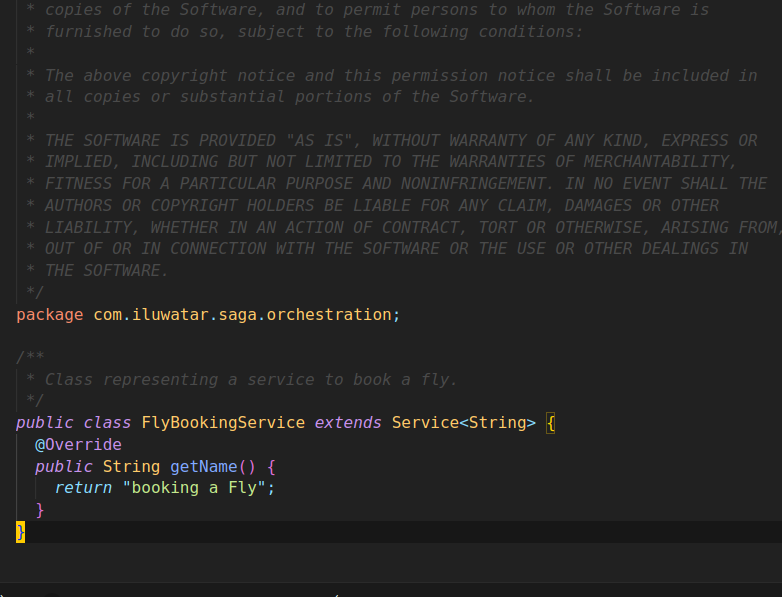 * copies of the Software, and to permit persons to whom the Software is
* furnished to do so, subject to the following conditions:
*
* The above copyright notice and this permission notice shall be included in
* all copies or substantial portions of the Software.
*
* THE SOFTWARE IS PROVIDED "AS IS", WITHOUT WARRANTY OF ANY KIND, EXPRESS OR
* IMPLIED, INCLUDING BUT NOT LIMITED TO THE WARRANTIES OF MERCHANTABILITY,
* FITNESS FOR A PARTICULAR PURPOSE AND NONINFRINGEMENT. IN NO EVENT SHALL THE
* AUTHORS OR COPYRIGHT HOLDERS BE LIABLE FOR ANY CLAIM, DAMAGES OR OTHER
* LIABILITY, WHETHER IN AN ACTION OF CONTRACT, TORT OR OTHERWISE, ARISING FROM,
* OUT OF OR IN CONNECTION WITH THE SOFTWARE OR THE USE OR OTHER DEALINGS IN
* THE SOFTWARE.
*/
package com.iluwatar.saga.orchestration;

/**
 * Class representing a service to book a fly.
 */
public class FlyBookingService extends Service<String> {
  @Override
  public String getName() {
    return "booking a Fly";
  }
}